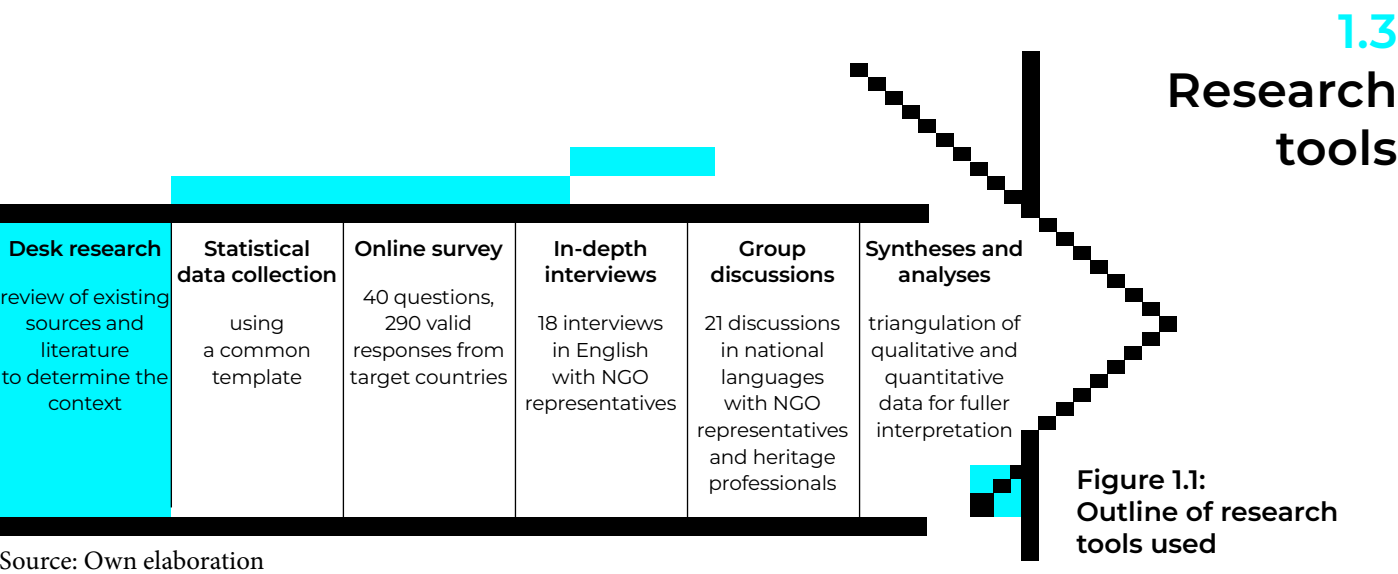 1.3
Research
tools
Desk research
review of existing
sources and
literature
to determine the
context
Statistical
data collection
using
a common
template
Online survey
40 questions,
290 valid
responses from
target countries
In-depth
interviews
18 interviews
in English
with NGO
representatives
Group
discussions
21 discussions
in national
languages
with NGO
representatives
and heritage
professionals
Syntheses and
analyses
triangulation of
qualitative and
quantitative
data for fuller
interpretation
Figure 1.1:
Outline of research
tools used
Source: Own elaboration